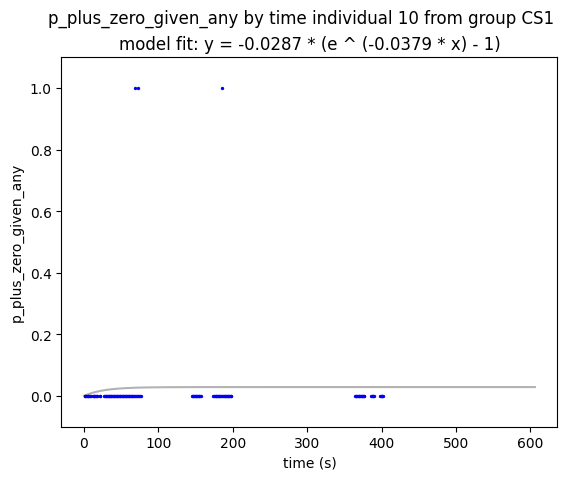 p_plus_zero_given_any by time individual 10 from group CS1
model fit: y = -0.0287 * (e ^ (-0.0379 * x) - 1)
1.0
0.8
0.6
0.4
0.2
0.0
p_plus_zero_given_any
0 100 200 300 400 500 600
time (s)